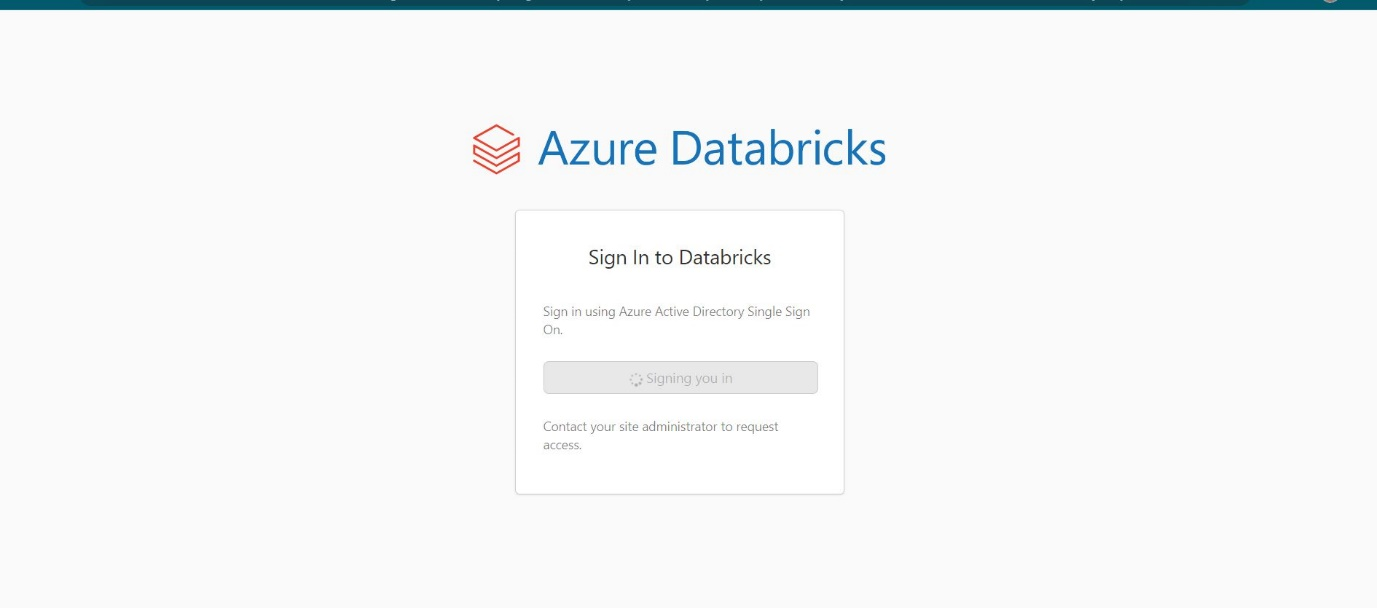 Azure Databricks
Sign In to Databricks
Sign in using Azure Active Directory Single Sign
On.
Signing you in
Contact your site administrator to request
access.